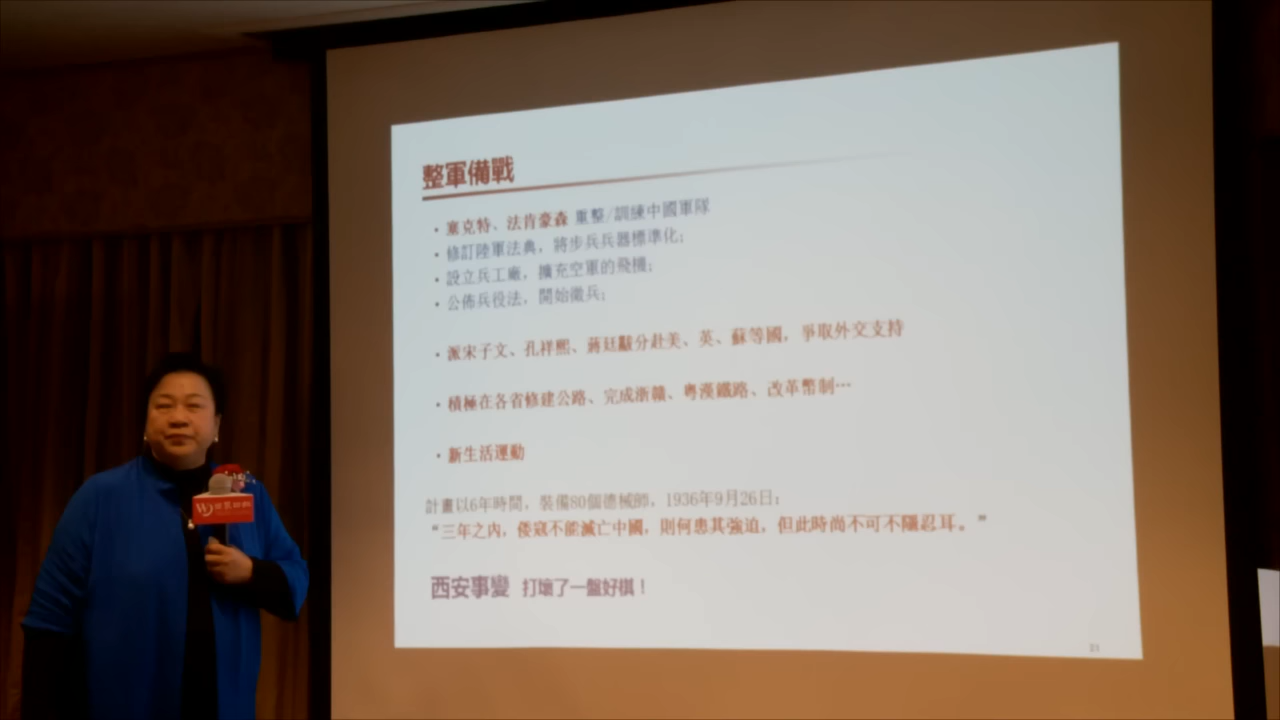 整軍備戰
• 塞克特、法肯豪森 重整/訓練中國軍隊
• 修訂陸軍法典，將步兵兵器標準化；
• 設立兵工廠，擴充空軍的飛機；
• 公佈兵役法，開始徵兵；
• 派宋子文、孔祥熙、蔣廷黻分赴美、英、蘇等國，爭取外交支持
• 積極在各省修建公路、完成浙贛、粵漢鐵路、改革幣制…
• 新生活運動
計畫以6年時間，裝備80個德械師，1936年9月26日：
“三年之內，倭寇不能滅亡中國，則何患其強迫，但此時尚不可不隱忍耳。”
西安事變 打壞了一盤好棋！
21